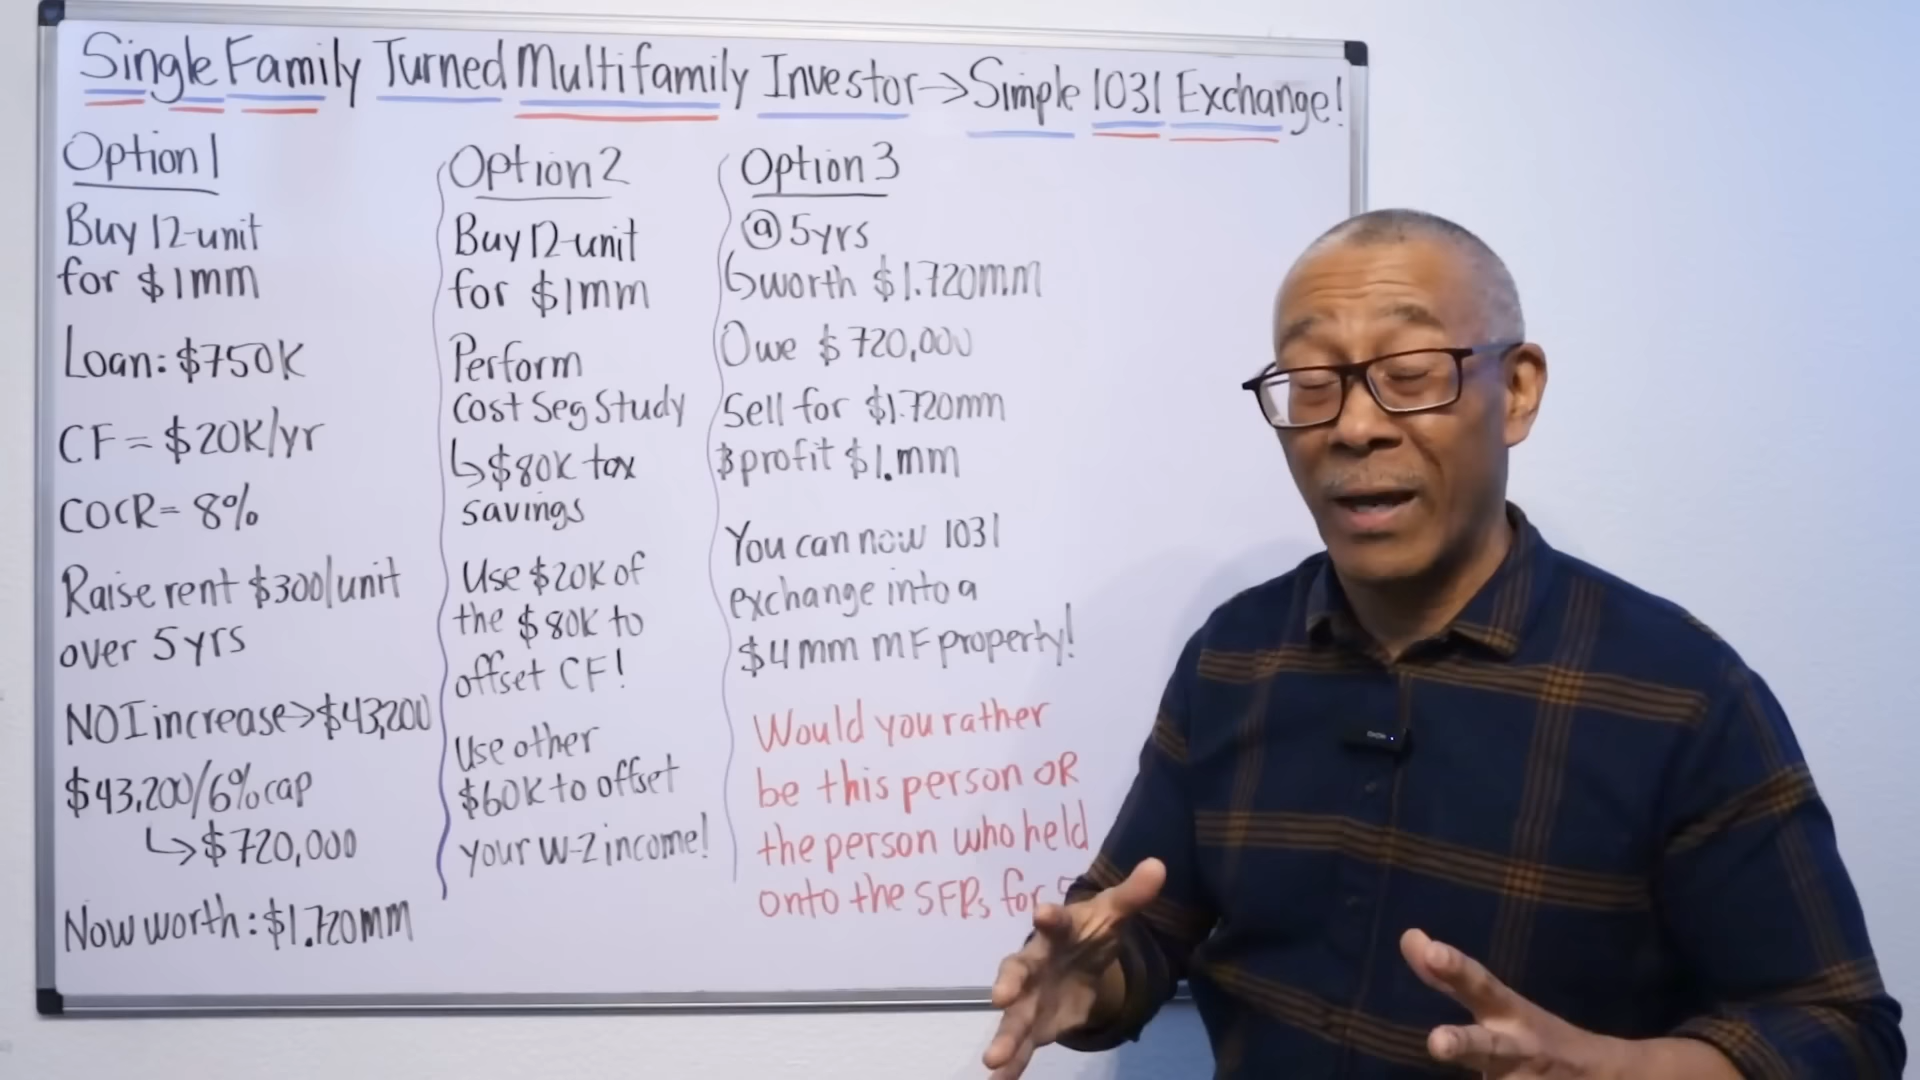 Single Family Turned Multifamily Investor→Simple 1031 Exchange!
Option 1
Buy 12-unit
for $1mm
Loan: $750K
CF = $20K/yr
COCR= 8%
Raise rent $300/unit
over 5yrs
NOI increase→$43,200
$43,200/6% cap
↳$720,000
Now worth: $1.720mm
Option 2
Buy 12-unit
for $1mm
Perform
Cost Seg Study
↳$80K tax
savings
Use $20K of
the $80K to
offset CF!
Use other
$60K to offset
your W-2 income!
Option 3
@ 5yrs
↳worth $1.720mm
Owe $720,000
Sell for $1.720mm
profit $1.mm
You can now 1031
exchange into a
$4mm MF property!
Would you rather
be this person OR
the person who held
onto the SFPs for